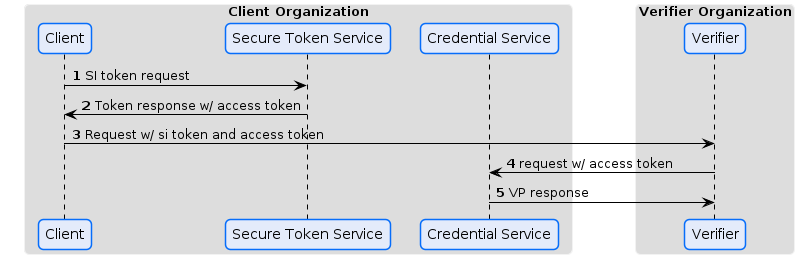 Client Organization
Verifier Organization
Client
Secure Token Service
Credential Service
Verifier
1 SI token request
2 Token response w/ access token
3 Request w/ si token and access token
4 request w/ access token
5 VP response
Client
Secure Token Service
Credential Service
Verifier